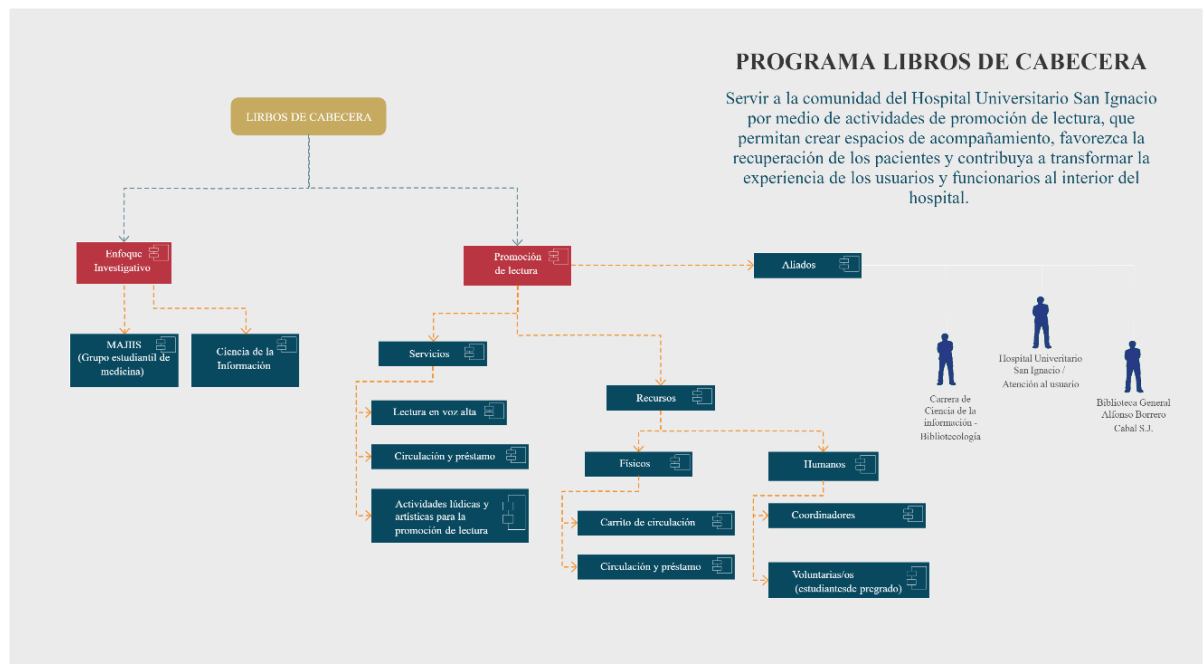 PROGRAMA LIBROS DE CABECERA
Servir a la comunidad del Hospital Universitario San Ignacio
por medio de actividades de promoción de lectura, que
permitan crear espacios de acompañamiento, favorezca la
recuperación de los pacientes y contribuya a transformar la
experiencia de los usuarios y funcionarios al interior del
hospital.
LIRBOS DE CABECERA
Enfoque
Investigativo
Promoción
de lectura
Aliados
MAJIIS
(Grupo estudiantil de
medicina)
Ciencia de la
Información
Servicios
Lectura en voz alta
Circulación y préstamo
Actividades lúdicas y
artísticas para la
promoción de lectura
Recursos
Físicos
Carrito de circulación
Circulación y préstamo
Humanos
Coordinadores
Voluntarias/os
(estudiantesde pregrado)
Carrera de
Ciencia de la
información -
Bibliotecología
Hospital Univeritario
San Ignacio /
Atención al usuario
Biblioteca General
Alfonso Borrero
Cabal S.J.